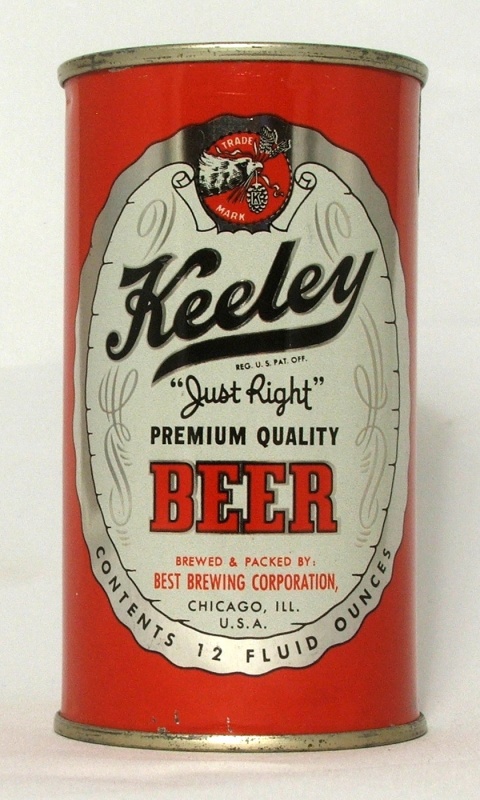 TRADE
MARK
Keeley
REG. U. S. PAT. OFF.
"Just Right"
PREMIUM QUALITY
BEER
BREWED & PACKED BY:
BEST BREWING CORPORATION,
CHICAGO, ILL.
U.S.A.
CONTENTS 12 FLUID OUNCES